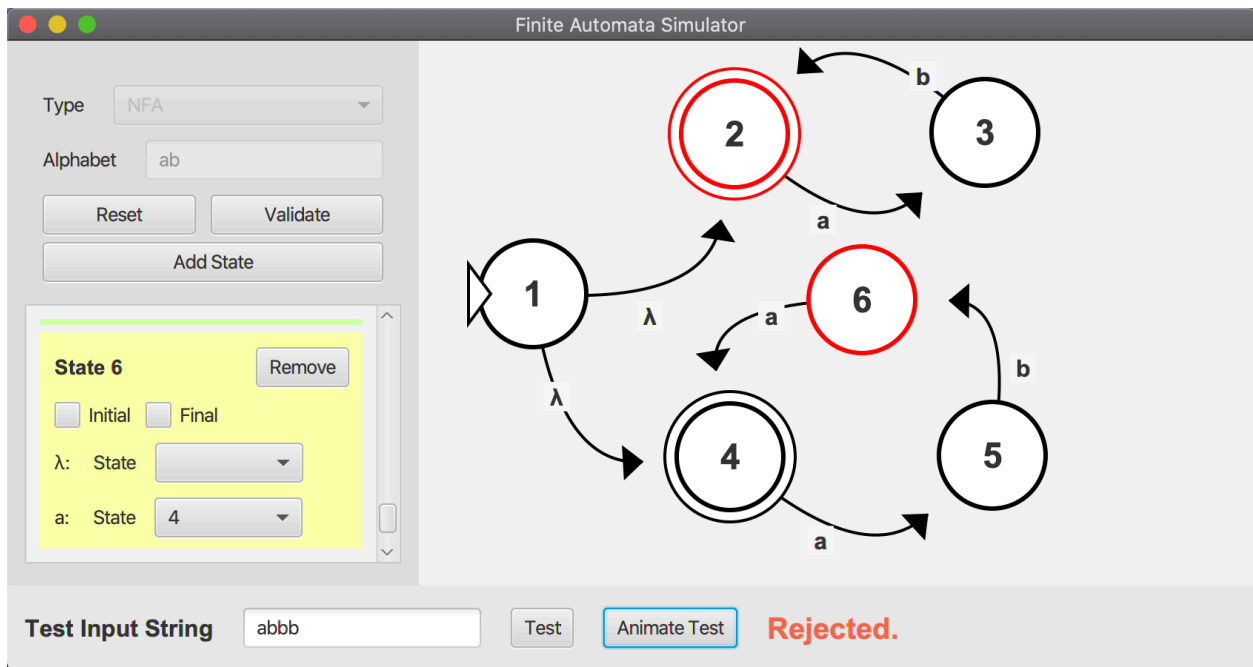 Finite Automata Simulator
Type NFA
Alphabet ab
Reset Validate
Add State
State 6 Remove
Initial Final
λ: State
a: State 4
2
3
b
a
1
6
λ
a
b
λ
4
5
a
Test Input String abbb Test Animate Test Rejected.